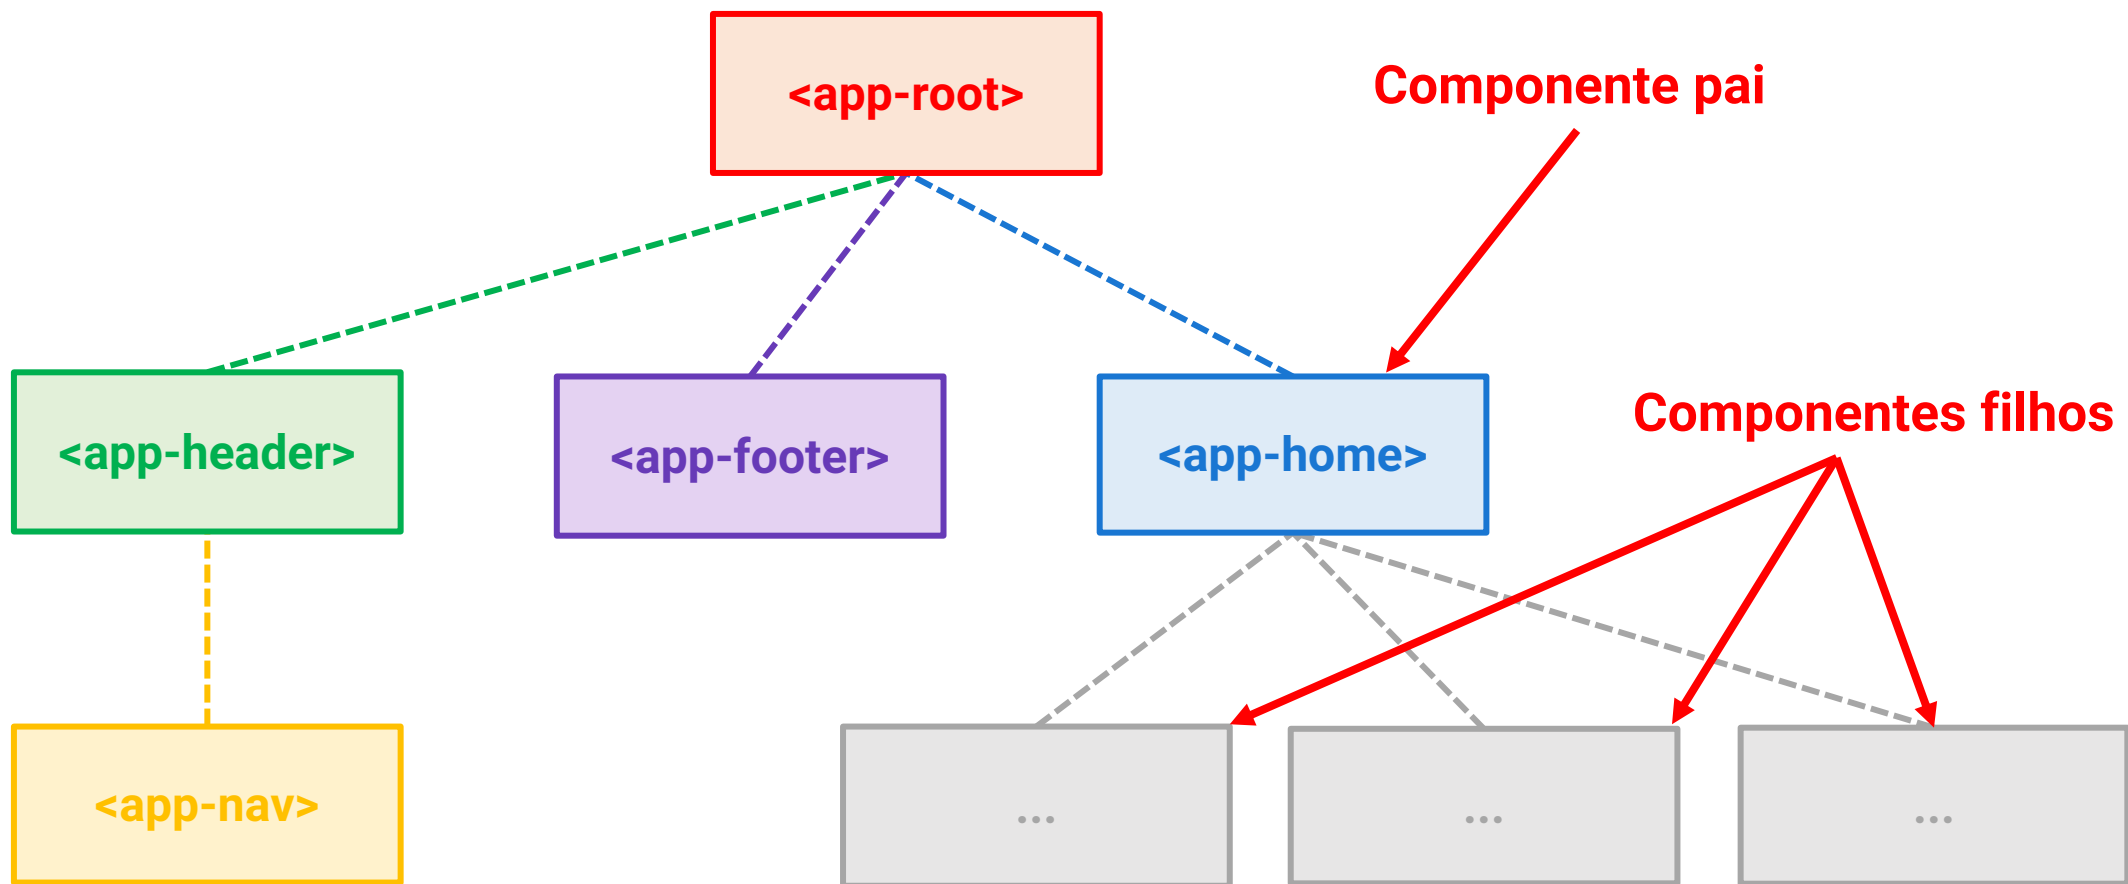 <app-root>
Componente pai
<app-header>
<app-footer>
<app-home>
Componentes filhos
<app-nav>
...
...
...